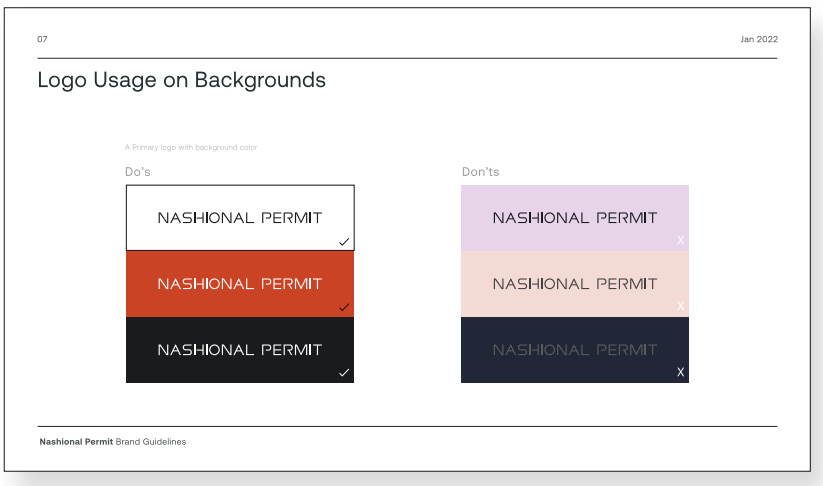 07
Jan 2022
Logo Usage on Backgrounds
A Primary logo with background color
Do's
NASHIONAL PERMIT
NASHIONAL PERMIT
NASHIONAL PERMIT
Don'ts
NASHIONAL PERMIT
X
NASHIONAL PERMIT
X
NASHIONAL PERMIT
X
Nashional Permit Brand Guidelines